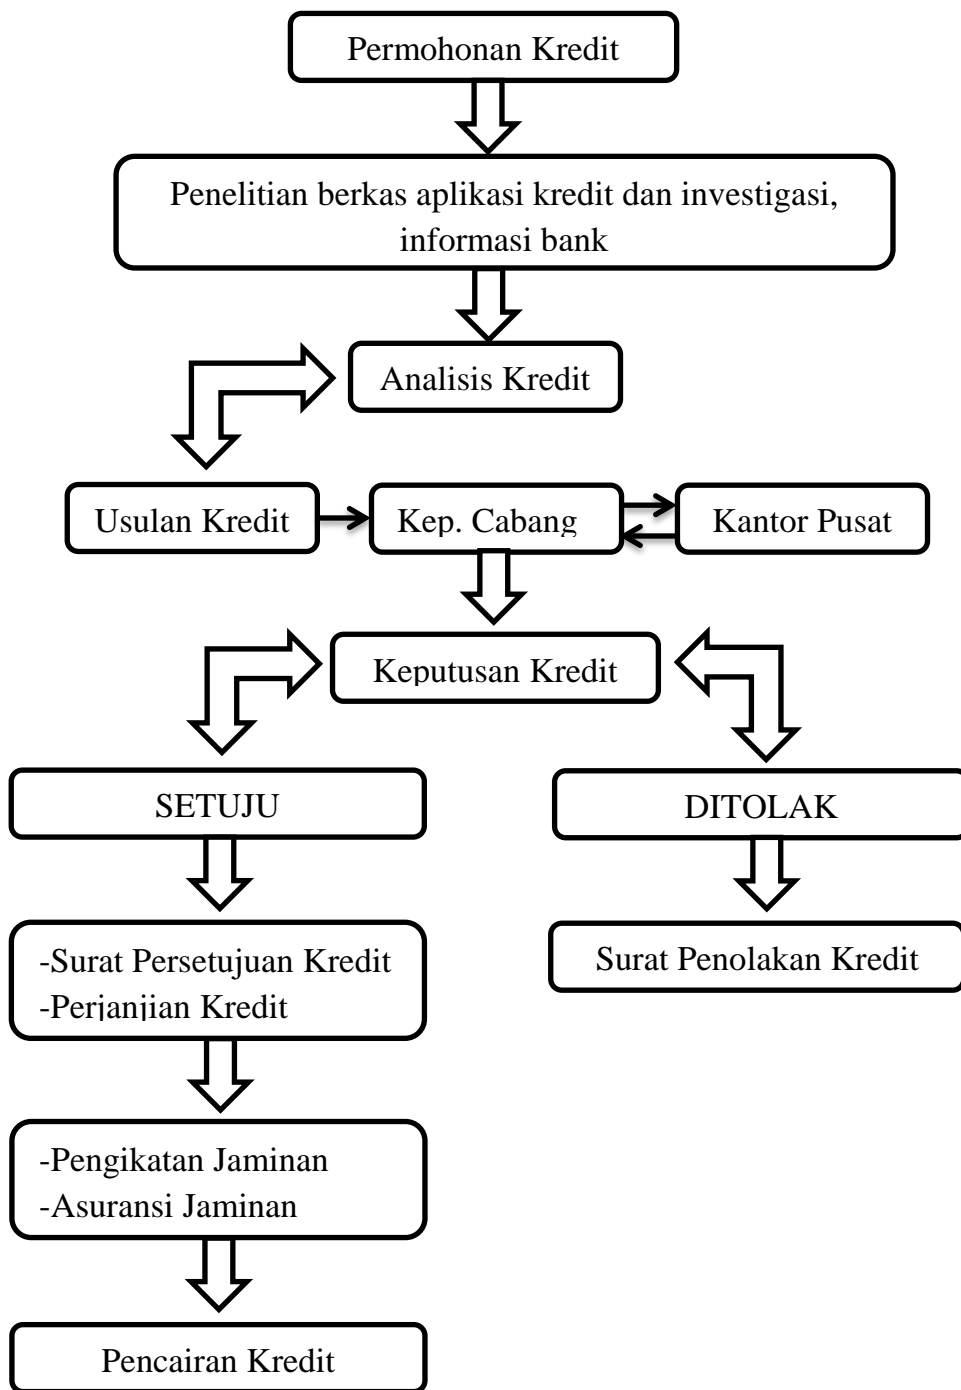 Permohonan Kredit
Penelitian berkas aplikasi kredit dan investigasi,
informasi bank
Analisis Kredit
Usulan Kredit
Kep. Cabang
Kantor Pusat
Keputusan Kredit
SETUJU
DITOLAK
-Surat Persetujuan Kredit
-Perjanjian Kredit
Surat Penolakan Kredit
-Pengikatan Jaminan
-Asuransi Jaminan
Pencairan Kredit